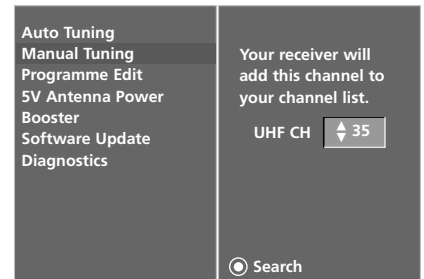 Auto Tuning
Manual Tuning
Programme Edit
5V Antenna Power
Booster
Software Update
Diagnostics
Your receiver will
add this channel to
your channel list.
UHF CH 35
Search